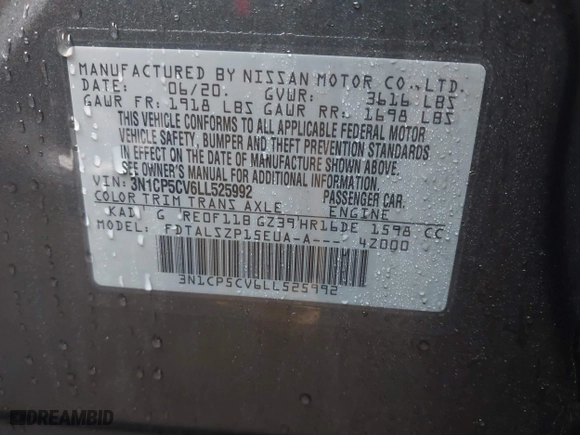 MANUFACTURED BY NISSAN MOTOR CO., LTD.
DATE: 06/20. GVWR: 3616 LBS
GAWR FR: 1918 LBS GAWR RR: 1698 LBS
THIS VEHICLE CONFORMS TO ALL APPLICABLE FEDERAL MOTOR
VEHICLE SAFETY, BUMPER AND THEFT PREVENTION STANDARDS
IN EFFECT ON THE DATE OF MANUFACTURE SHOWN ABOVE.
SEE OWNER'S MANUAL FOR ADDITIONAL INFORMATION.
VIN: 3N1CP5CV6LL525992 PASSENGER CAR.
COLOR TRIM TRANS AXLE ENGINE
KAI G RE0F11B GZ39 HR16DE 1598 CC
MODEL: FDTALSZP15EUA-A--- 42000
3N1CP5CV6LL525992
DREAMBID